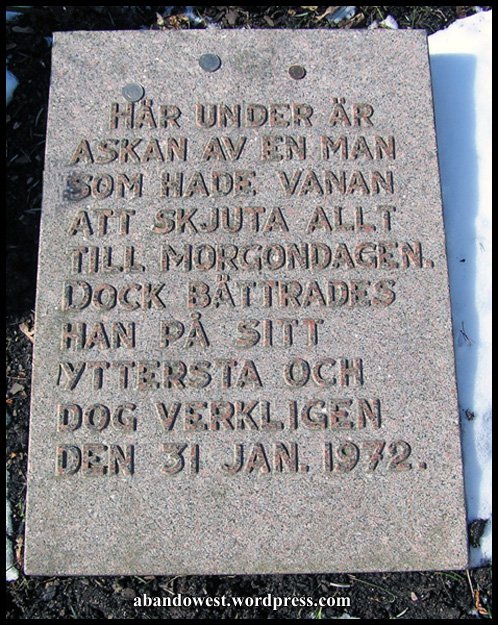 HÄR UNDER ÄR
ASKAN AV EN MAN
SOM HADE VANAN
ATT SKJUTA ALLT
TILL MORGONDAGEN.
DOCK BÄTTRADES
HAN PÅ SITT
YTTERSTA OCH
DOG VERKLIGEN
DEN 31 JAN. 1972.
abandowest.wordpress.com